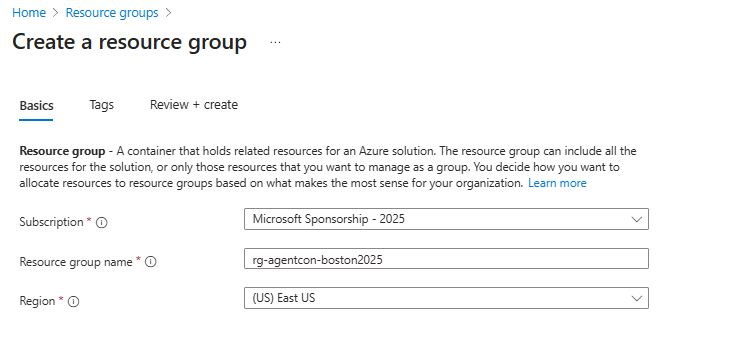 Home > Resource groups >
Create a resource group ...
Basics Tags Review + create
Resource group - A container that holds related resources for an Azure solution. The resource group can include all the
resources for the solution, or only those resources that you want to manage as a group. You decide how you want to
allocate resources to resource groups based on what makes the most sense for your organization. Learn more
Subscription * Microsoft Sponsorship - 2025
Resource group name * rg-agentcon-boston2025
Region * (US) East US